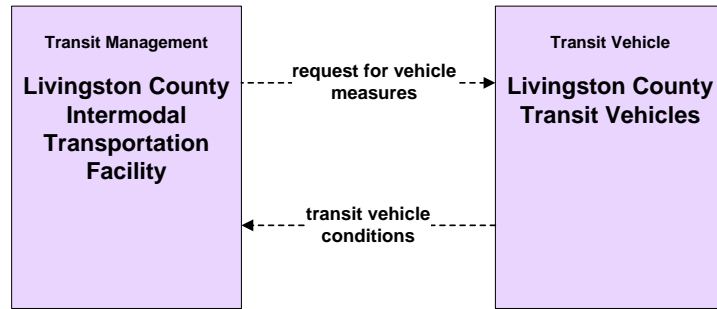 Transit Management
Livingston County
Intermodal
Transportation
Facility
request for vehicle
measures
transit vehicle
conditions
Transit Vehicle
Livingston County
Transit Vehicles